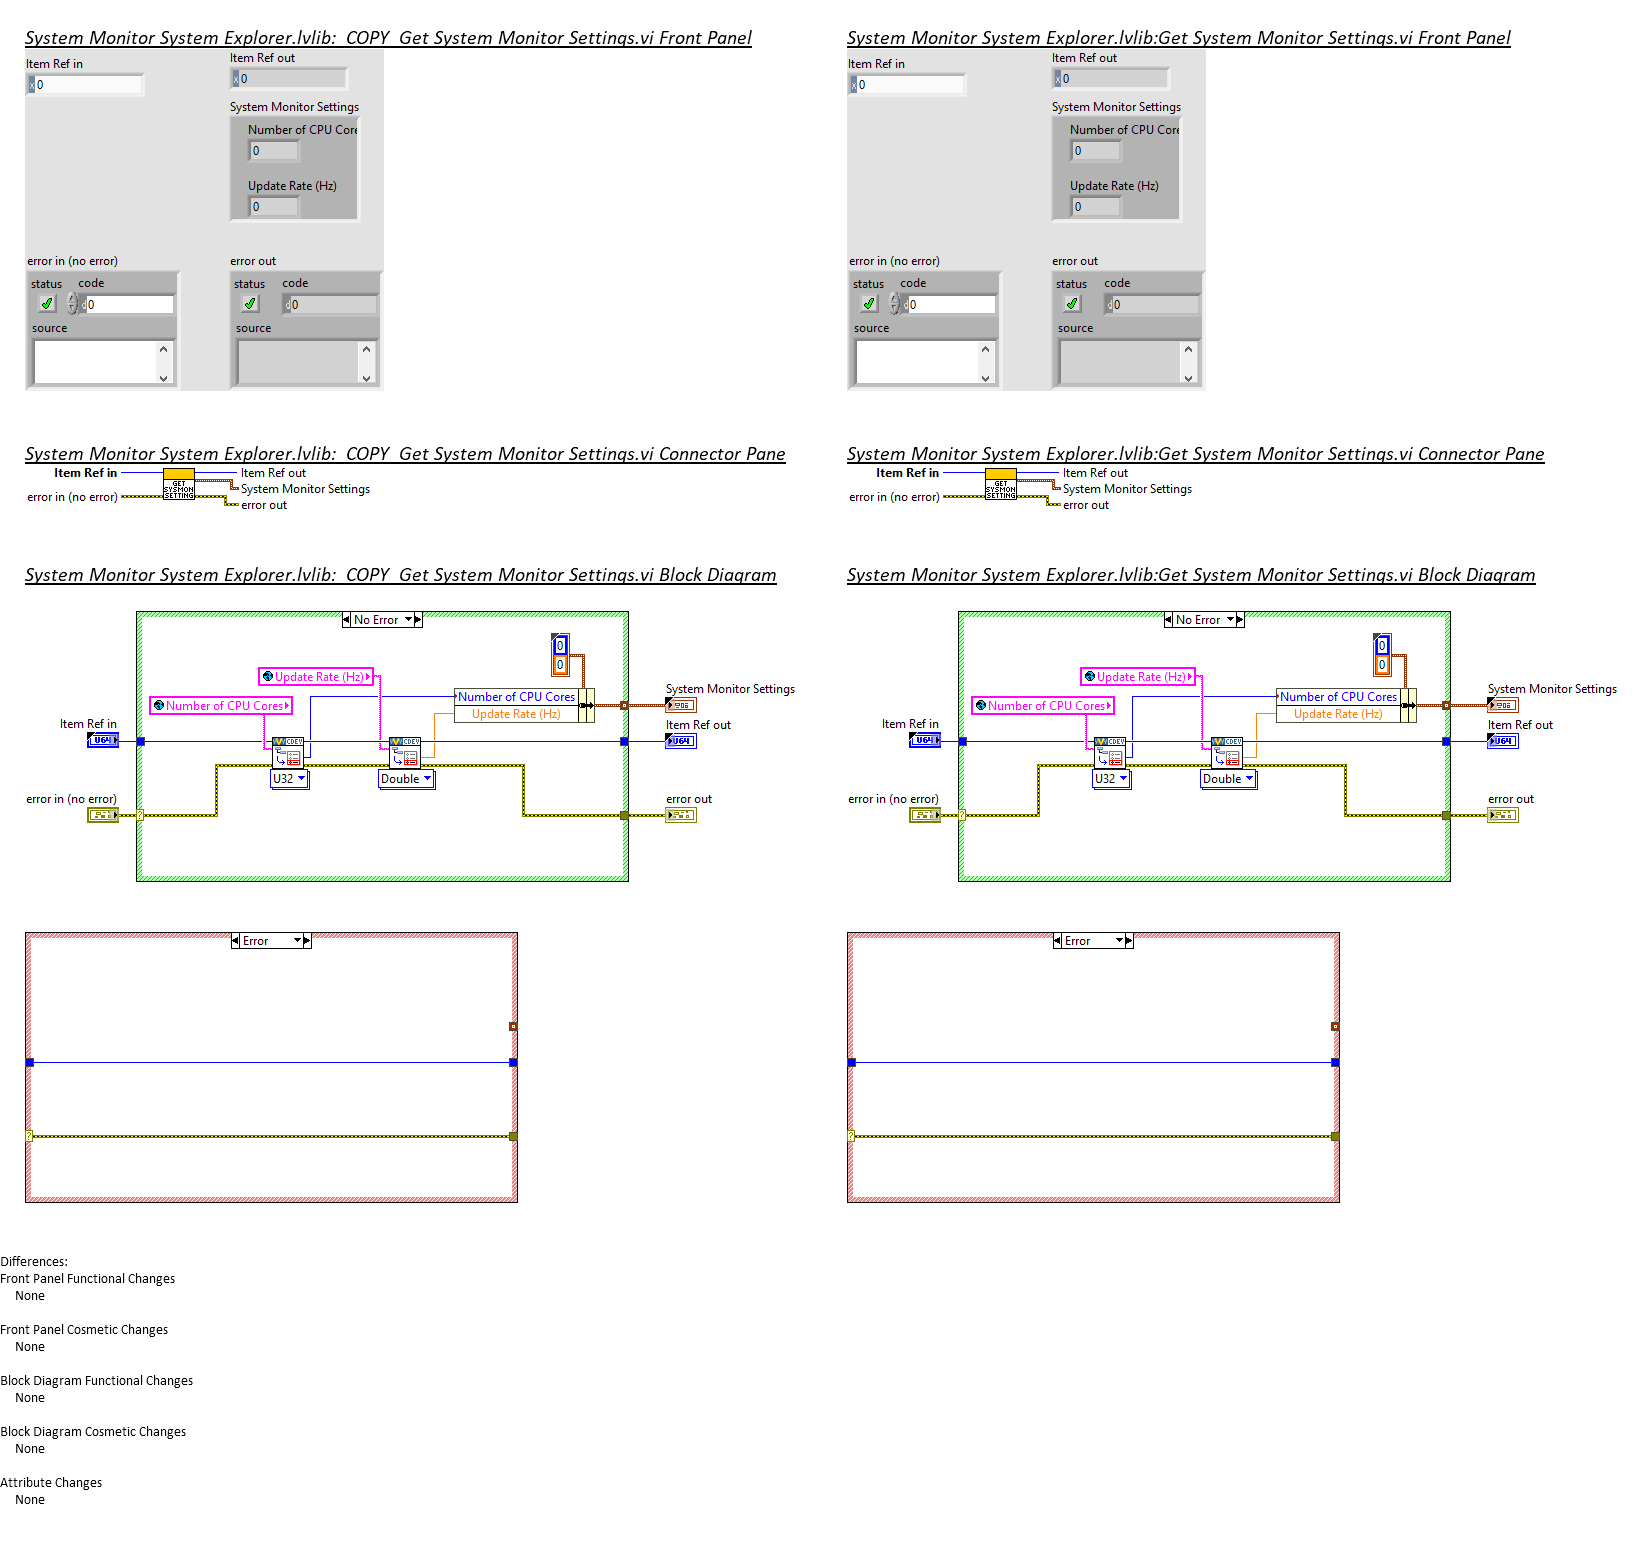 System Monitor System Explorer.lvlib:_COPY_Get System Monitor Settings.vi Front Panel
Item Ref in
x 0
Item Ref out
x 0
System Monitor Settings
Number of CPU Core
0
Update Rate (Hz)
0
error in (no error)
status code
d 0
source
error out
status code
d 0
source
System Monitor System Explorer.lvlib:Get System Monitor Settings.vi Front Panel
Item Ref in
x 0
Item Ref out
x 0
System Monitor Settings
Number of CPU Core
0
Update Rate (Hz)
0
error in (no error)
status code
d 0
source
error out
status code
d 0
source
System Monitor System Explorer.lvlib:_COPY_Get System Monitor Settings.vi Connector Pane
Item Ref in
error in (no error)
GET
SYSMON
SETTING
Item Ref out
System Monitor Settings
error out
System Monitor System Explorer.lvlib:Get System Monitor Settings.vi Connector Pane
Item Ref in
error in (no error)
GET
SYSMON
SETTING
Item Ref out
System Monitor Settings
error out
System Monitor System Explorer.lvlib:_COPY_Get System Monitor Settings.vi Block Diagram
No Error
0
0
Update Rate (Hz)
Number of CPU Cores
Number of CPU Cores
Update Rate (Hz)
System Monitor Settings
Item Ref in
U64
Item Ref out
U64
CDEV
CDEV
U32
Double
error in (no error)
?
error out
Error
?
System Monitor System Explorer.lvlib:Get System Monitor Settings.vi Block Diagram
No Error
0
0
Update Rate (Hz)
Number of CPU Cores
Number of CPU Cores
Update Rate (Hz)
System Monitor Settings
Item Ref in
U64
Item Ref out
U64
CDEV
CDEV
U32
Double
error in (no error)
?
error out
Error
?
Differences:
Front Panel Functional Changes
None
Front Panel Cosmetic Changes
None
Block Diagram Functional Changes
None
Block Diagram Cosmetic Changes
None
Attribute Changes
None